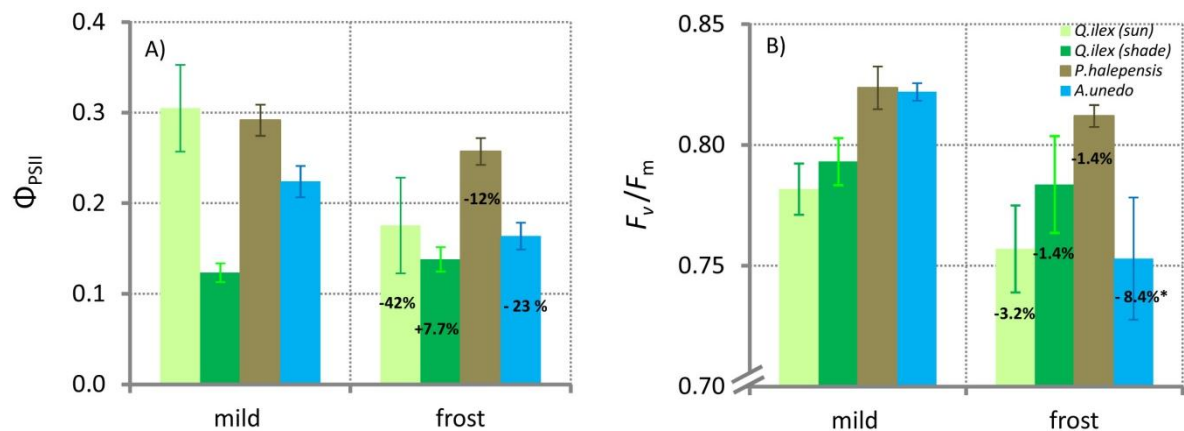 A)
ΦPSII
0.4
0.3
0.2
0.1
0.0
-42%
+7.7%
-12%
- 23 %
mild
frost
B)
Fv/Fm
0.85
0.80
0.75
0.70
Q.ilex (sun)
Q.ilex (shade)
P.halepensis
A.unedo
-3.2%
-1.4%
-1.4%
- 8.4%*
mild
frost